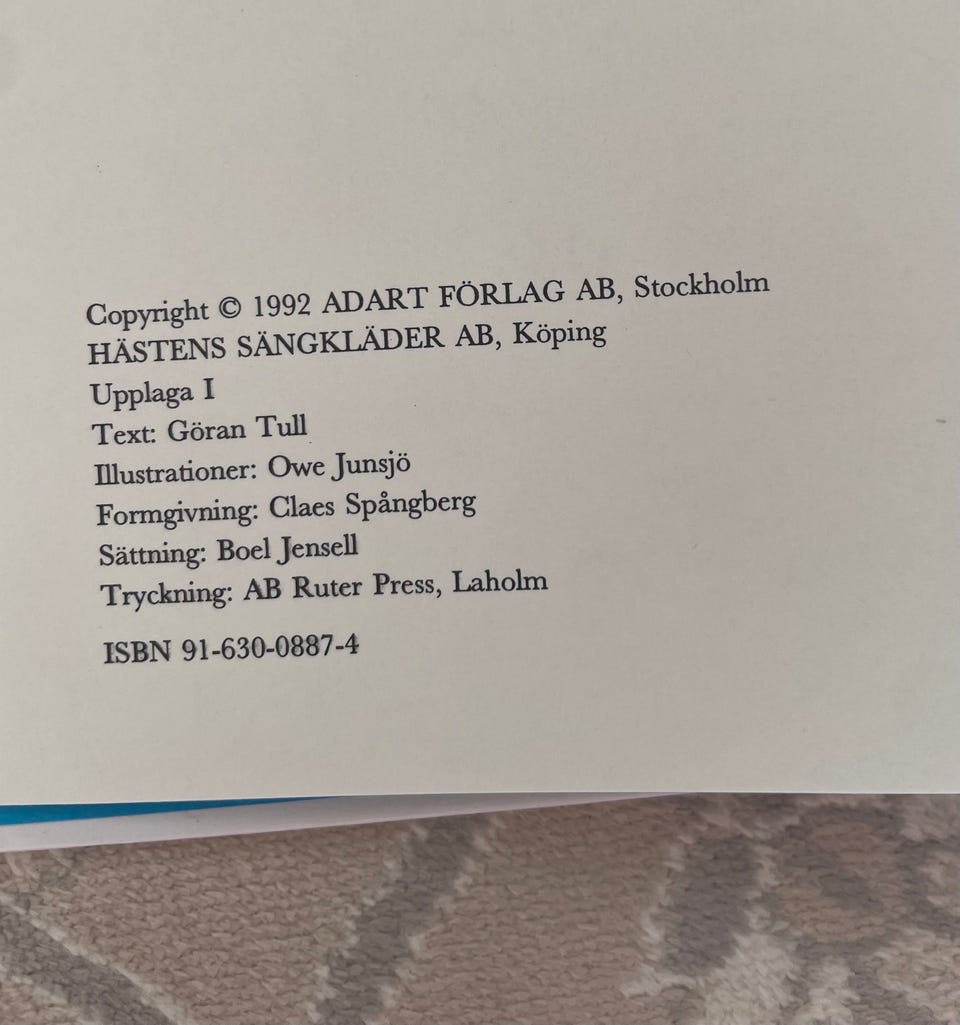 Copyright © 1992 ADART FÖRLAG AB, Stockholm
HÄSTENS SÄNGKLÄDER AB, Köping
Upplaga I
Text: Göran Tull
Illustrationer: Owe Junsjö
Formgivning: Claes Spångberg
Sättning: Boel Jensell
Tryckning: AB Ruter Press, Laholm
ISBN 91-630-0887-4